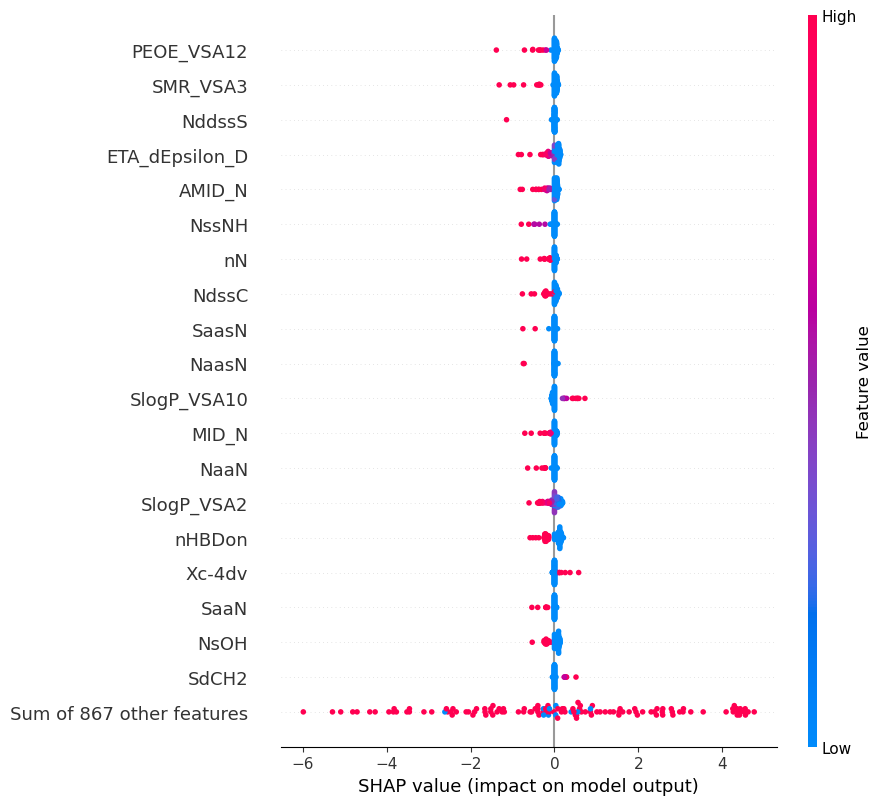 High
PEOE_VSA12
SMR_VSA3
NddssS
ETA_dEpsilon_D
AMID_N
NssNH
nN
NdssC
SaasN
NaasN
SlogP_VSA10
MID_N
NaaN
SlogP_VSA2
nHBDon
Xc-4dv
SaaN
NsOH
SdCH2
Sum of 867 other features
Feature value
Low
−6 −4 −2 0 2 4
SHAP value (impact on model output)